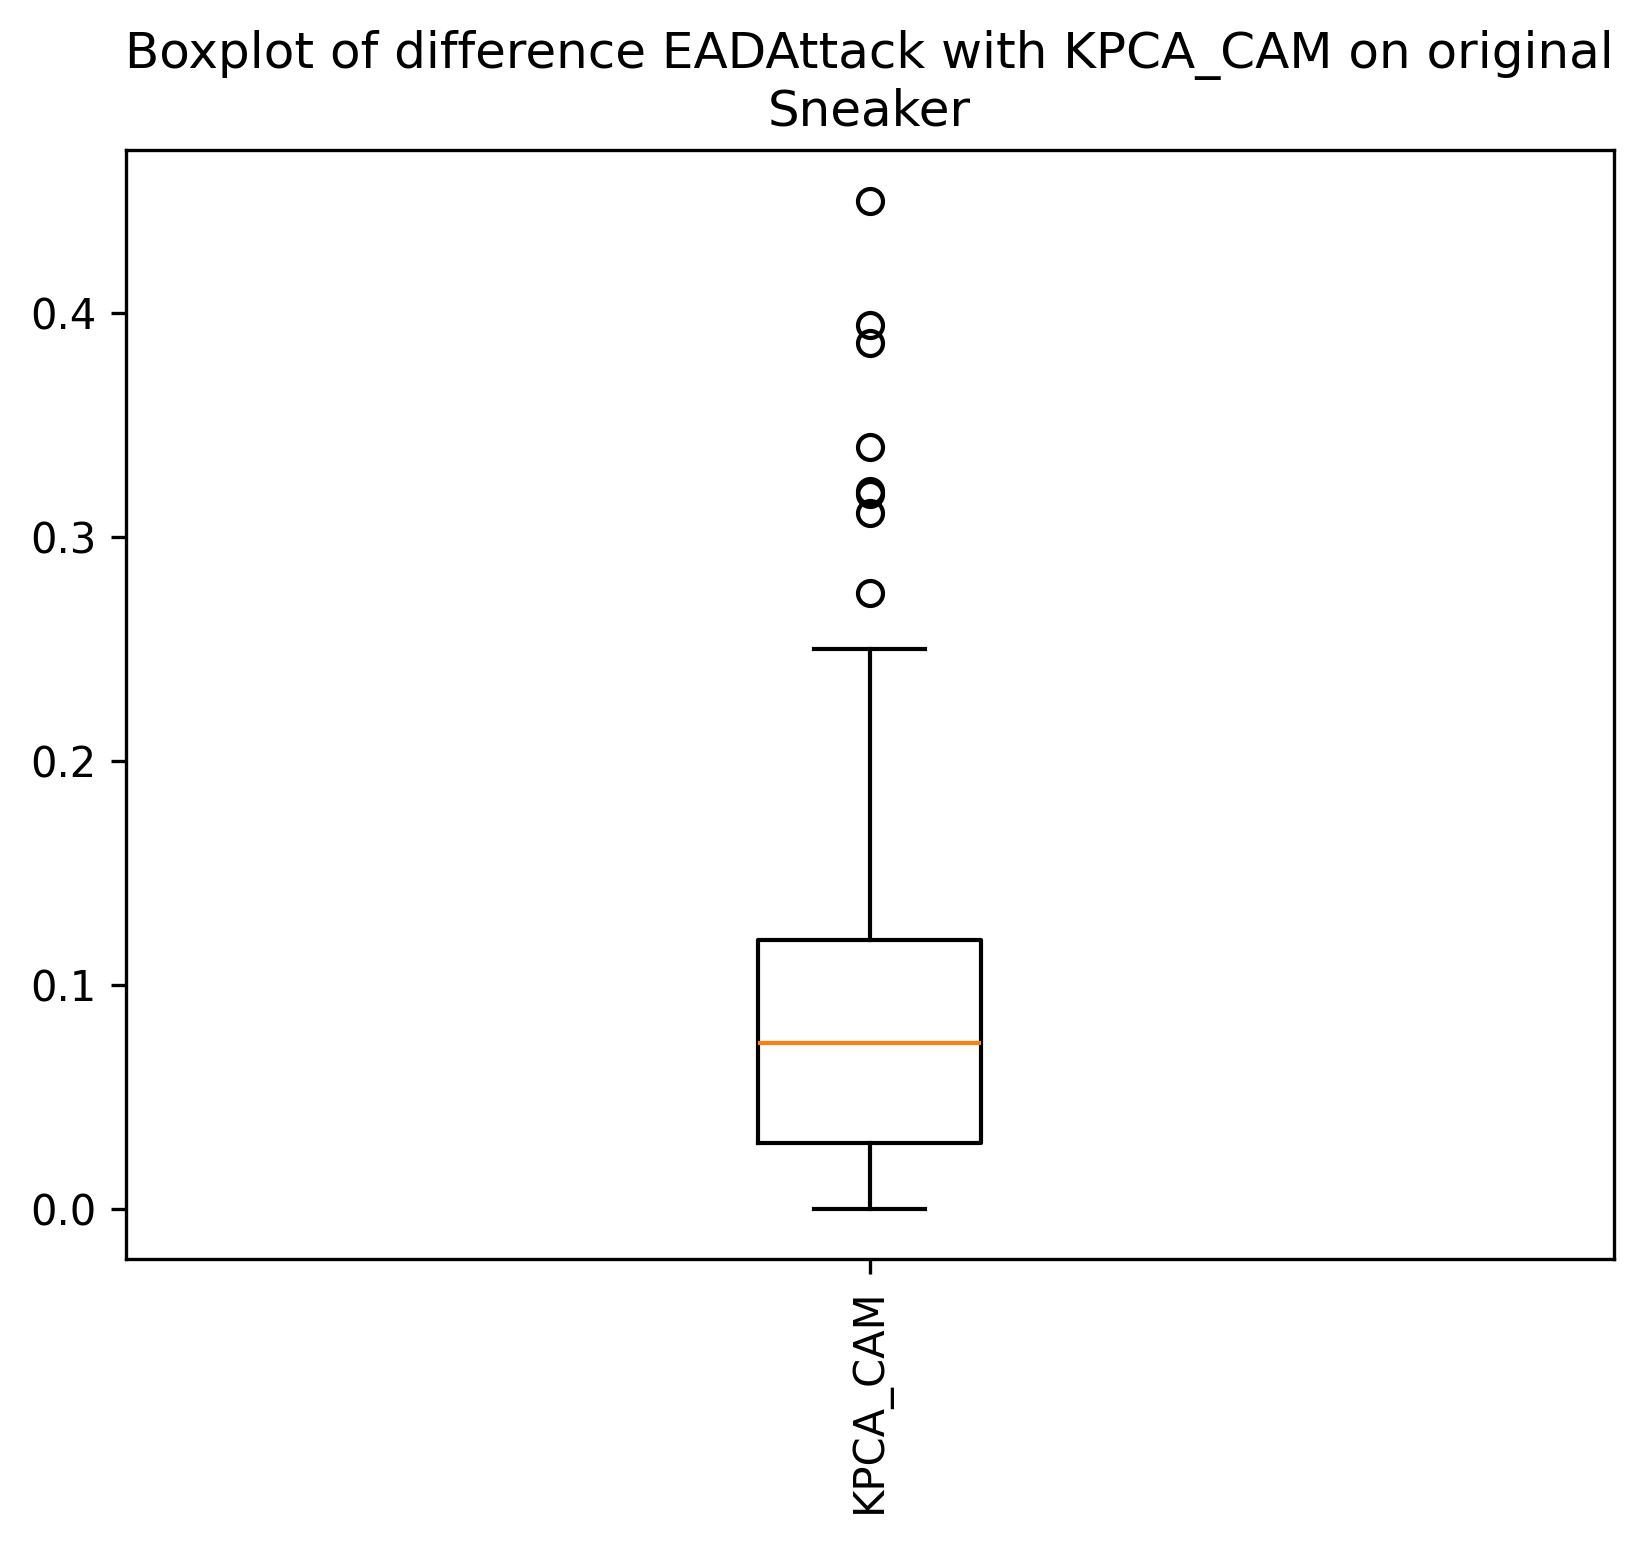 Boxplot of difference EADAttack with KPCA_CAM on original
Sneaker
0.4
0.3
0.2
0.1
0.0
KPCA_CAM